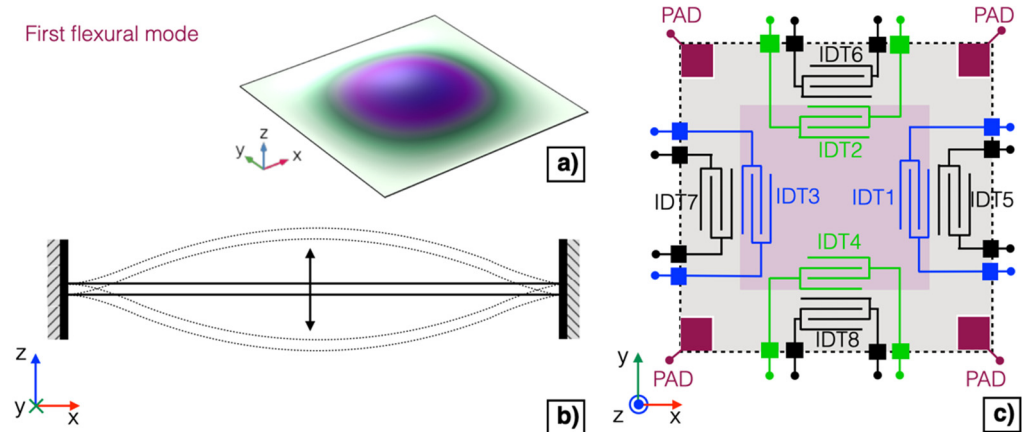 First flexural mode
z
y
x
a)
z
y
x
b)
PAD
PAD
IDT6
IDT2
IDT7
IDT3
IDT1
IDT5
IDT4
IDT8
PAD
PAD
y
z
x
c)